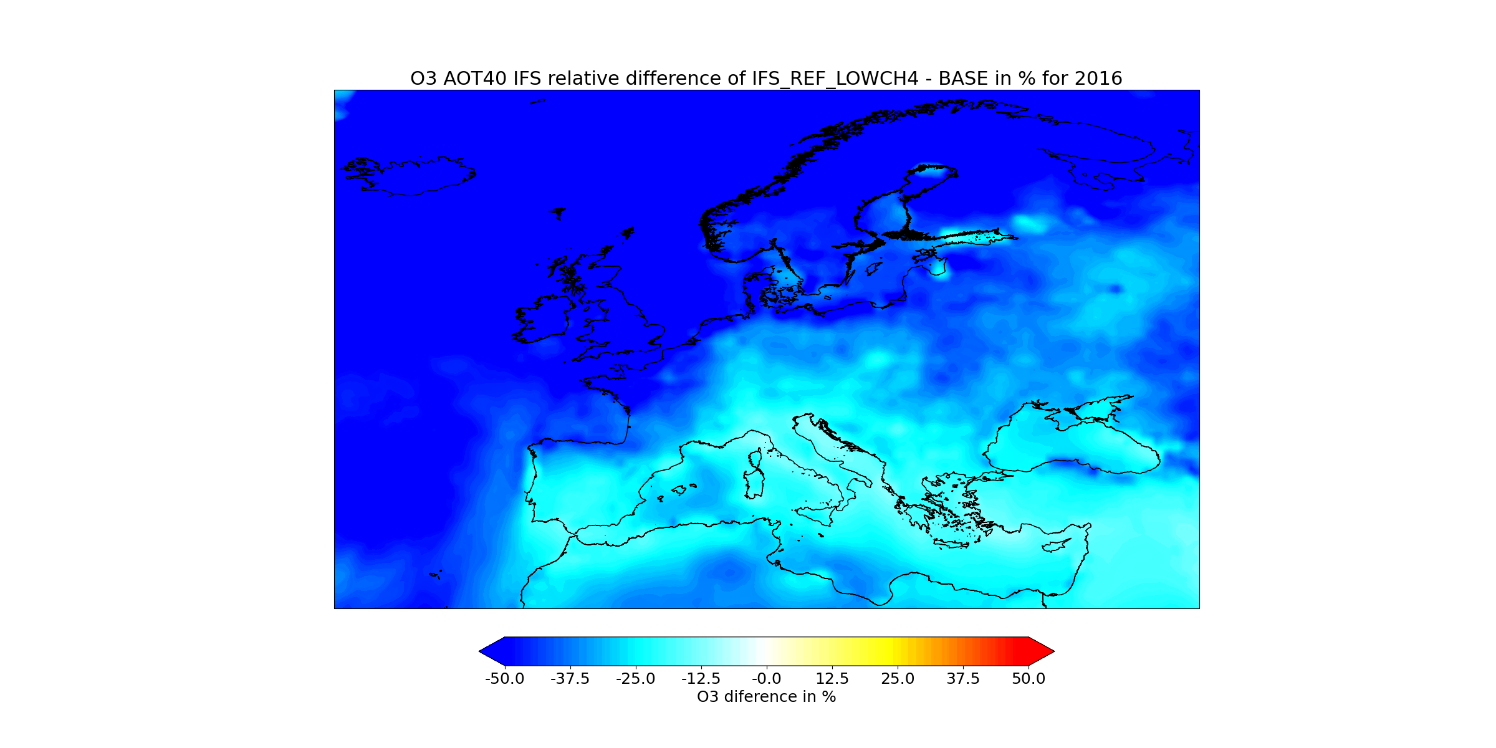 O3 AOT40 IFS relative difference of IFS_REF_LOWCH4 - BASE in % for 2016
-50.0 -37.5 -25.0 -12.5 -0.0 12.5 25.0 37.5 50.0
O3 diference in %